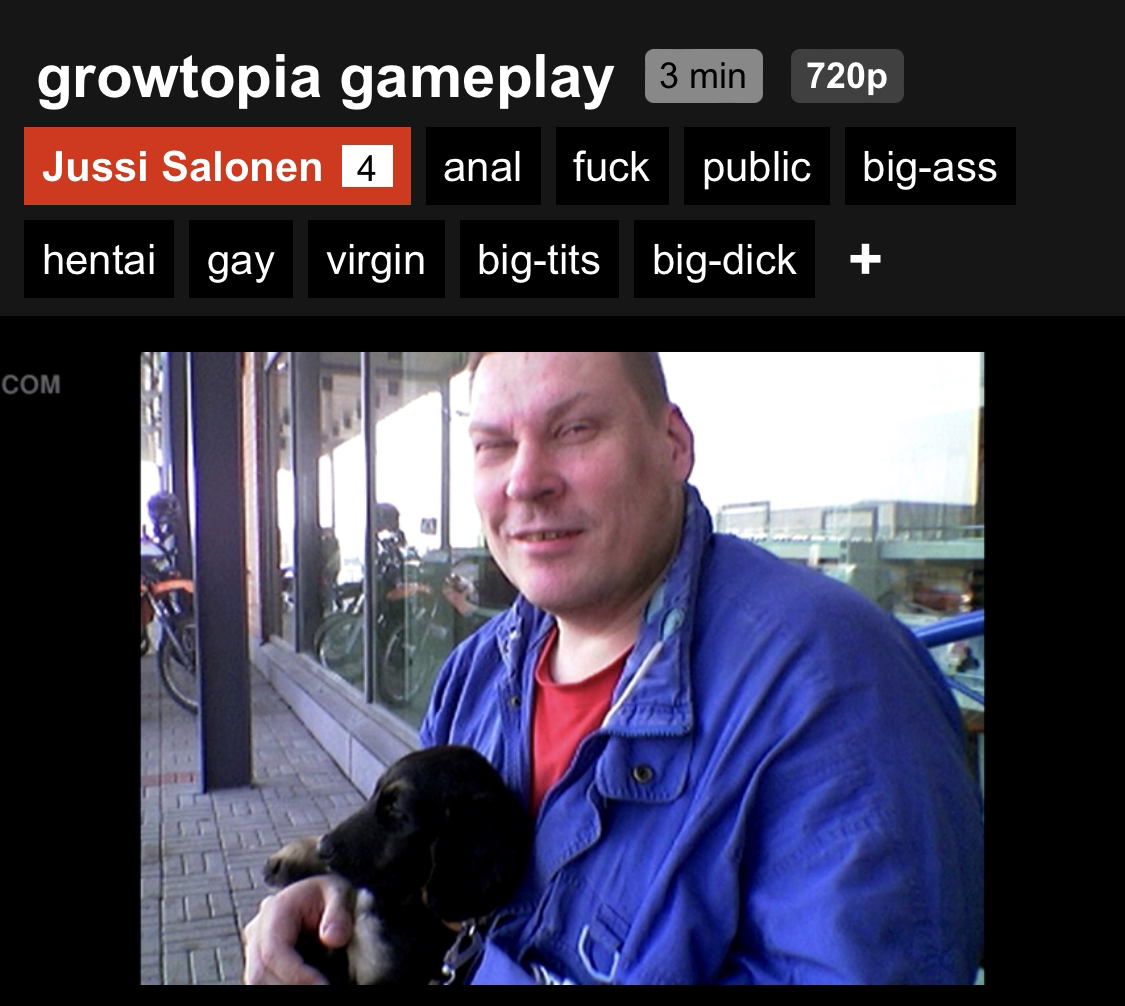 growtopia gameplay 3 min 720p
Jussi Salonen 4 anal fuck public big-ass
hentai gay virgin big-tits big-dick +
COM